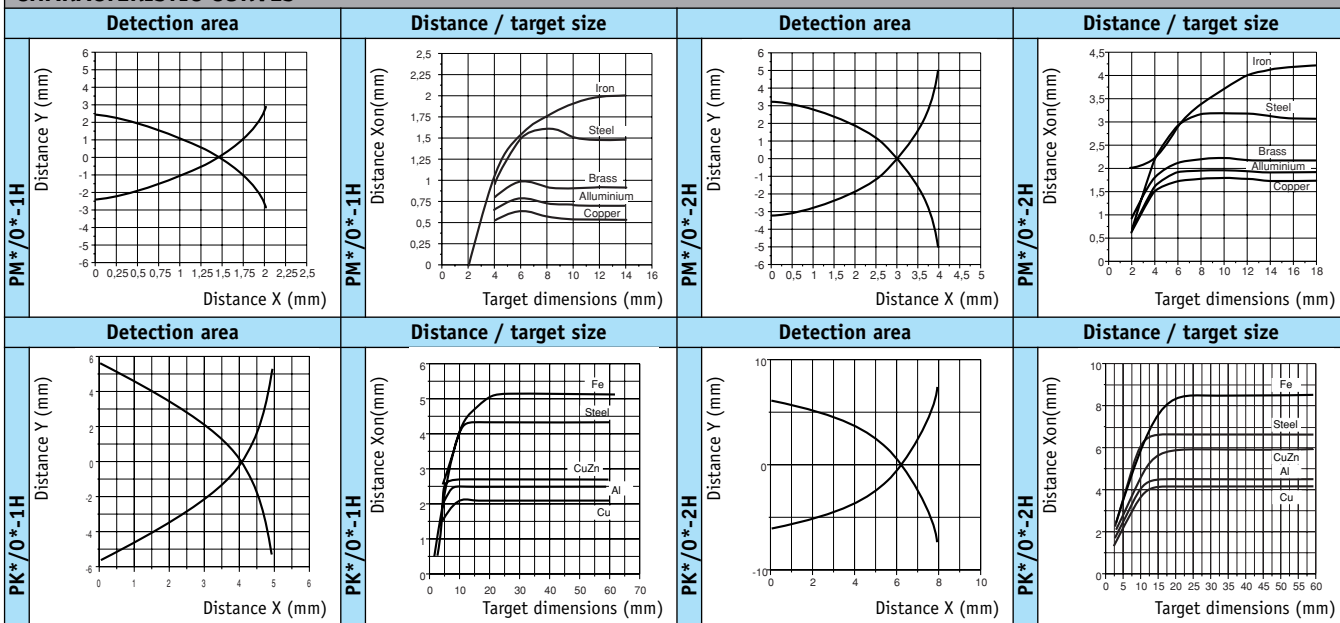 Detection area
Distance / target size
Detection area
Distance / target size
PM*/O*-1H
Distance Y (mm)
6
5
4
3
2
1
0
-1
-2
-3
-4
-5
-6
0 0,25 0,5 0,75 1 1,25 1,5 1,75 2 2,25 2,5
Distance X (mm)
PM*/O*-1H
Distance Xon(mm)
2,5
2,25
2
1,75
1,5
1,25
1
0,75
0,5
0,25
0
Iron
Steel
Brass
Alluminium
Copper
0 2 4 6 8 10 12 14 16
Target dimensions (mm)
PM*/O*-2H
Distance Y (mm)
6
5
4
3
2
1
0
-1
-2
-3
-4
-5
-6
0 0,5 1 1,5 2 2,5 3 3,5 4 4,5 5
Distance X (mm)
PM*/O*-2H
Distance Xon(mm)
4,5
4
3,5
3
2,5
2
1,5
1
0,5
0
Iron
Steel
Brass
Alluminium
Copper
0 2 4 6 8 10 12 14 16 18
Target dimensions (mm)
Detection area
Distance / target size
Detection area
Distance / target size
PK*/O*-1H
Distance Y (mm)
6
4
2
0
-2
-4
-6
0 1 2 3 4 5 6
Distance X (mm)
PK*/O*-1H
Distance Xon(mm)
6
5
4
3
2
1
0
Fe
Steel
CuZn
Al
Cu
0 10 20 30 40 50 60 70
Target dimensions (mm)
PK*/O*-2H
Distance Y (mm)
10
0
-10
0 2 4 6 8 10
Distance X (mm)
PK*/O*-2H
Distance Xon(mm)
10
8
6
4
2
0
Fe
Steel
CuZn
Al
Cu
0 5 10 15 20 25 30 35 40 45 50 55 60
Target dimensions (mm)